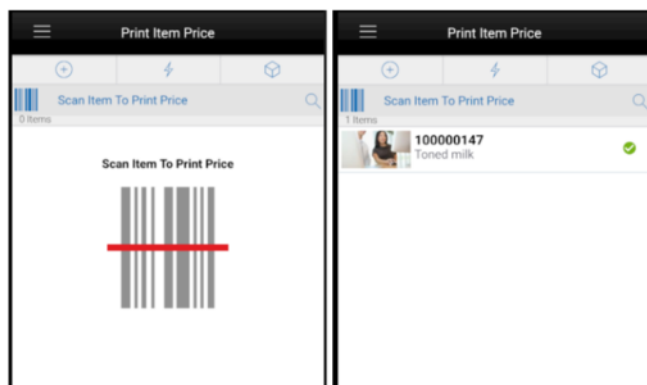 Print Item Price
Scan Item To Print Price
0 Items
Scan Item To Print Price
Print Item Price
Scan Item To Print Price
1 Items
100000147
Toned milk